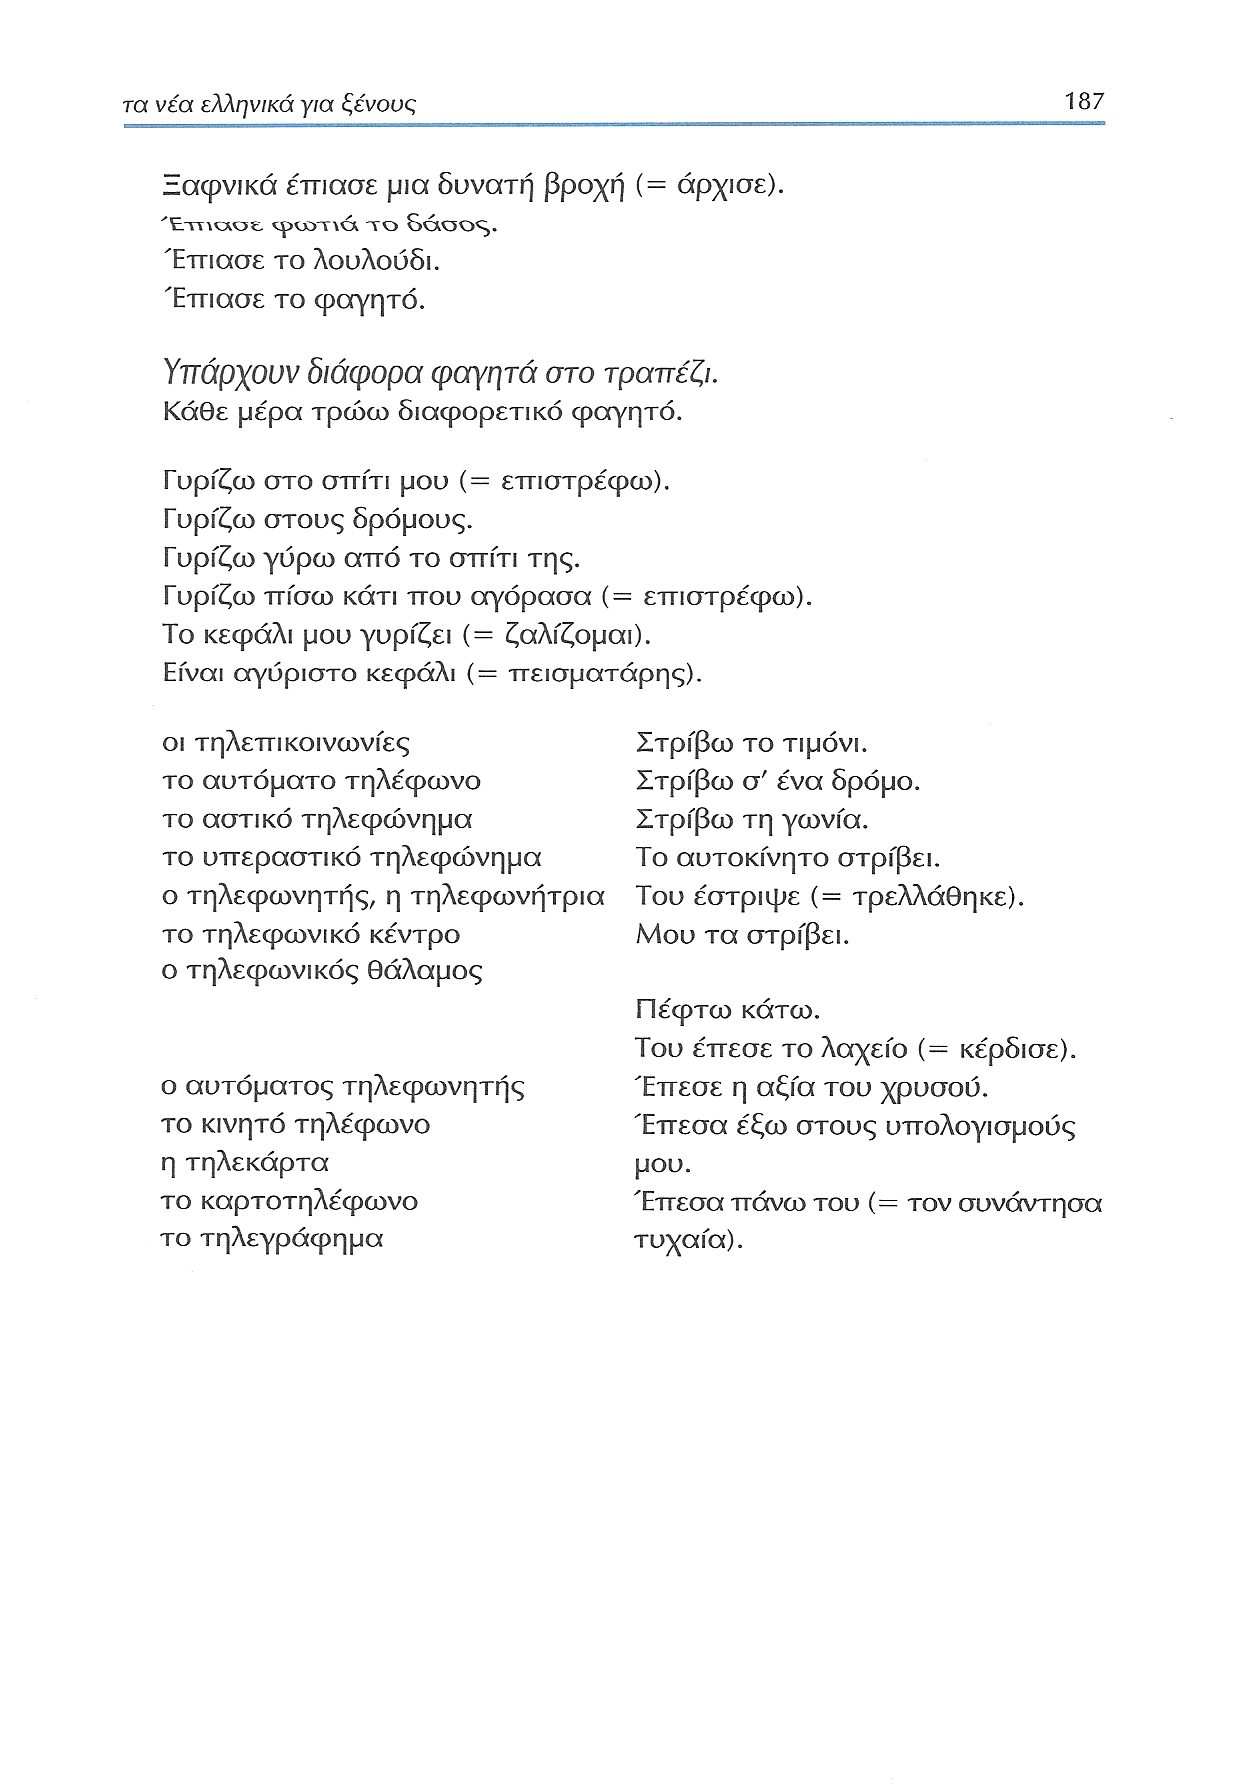 τα νέα ελληνικά για ξένους 187
Ξαφνικά έπιασε μια δυνατή βροχή (= άρχισε).
Έπιασε φωτιά το δάσος.
Έπιασε το λουλούδι.
Έπιασε το φαγητό.
Υπάρχουν διάφορα φαγητά στο τραπέζι.
Κάθε μέρα τρώω διαφορετικό φαγητό.
Γυρίζω στο σπίτι μου (= επιστρέφω).
Γυρίζω στους δρόμους.
Γυρίζω γύρω από το σπίτι της.
Γυρίζω πίσω κάτι που αγόρασα (= επιστρέφω).
Το κεφάλι μου γυρίζει (= ζαλίζομαι).
Είναι αγύριστο κεφάλι (= πεισματάρης).
οι τηλεπικοινωνίες
το αυτόματο τηλέφωνο
το αστικό τηλεφώνημα
το υπεραστικό τηλεφώνημα
ο τηλεφωνητής, η τηλεφωνήτρια
το τηλεφωνικό κέντρο
ο τηλεφωνικός θάλαμος
ο αυτόματος τηλεφωνητής
το κινητό τηλέφωνο
η τηλεκάρτα
το καρτοτηλέφωνο
το τηλεγράφημα
Στρίβω το τιμόνι.
Στρίβω σ' ένα δρόμο.
Στρίβω τη γωνία.
Το αυτοκίνητο στρίβει.
Του έστριψε (= τρελλάθηκε).
Μου τα στρίβει.
Πέφτω κάτω.
Του έπεσε το λαχείο (= κέρδισε).
Έπεσε η αξία του χρυσού.
Έπεσα έξω στους υπολογισμούς
μου.
Έπεσα πάνω του (= τον συνάντησα
τυχαία).